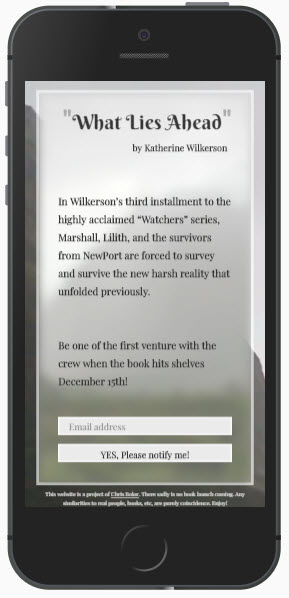 "What Lies Ahead"
by Katherine Wilkerson
In Wilkerson's third installment to the
highly acclaimed “Watchers” series,
Marshall, Lilith, and the survivors
from NewPort are forced to survey
and survive the new harsh reality that
unfolded previously.
Be one of the first venture with the
crew when the book hits shelves
December 15th!
Email address
YES, Please notify me!
This website is a project of Chris Rolor. There sadly is no book launch coming. Any
similarities to real people, books, etc, are purely coincidence. Enjoy!